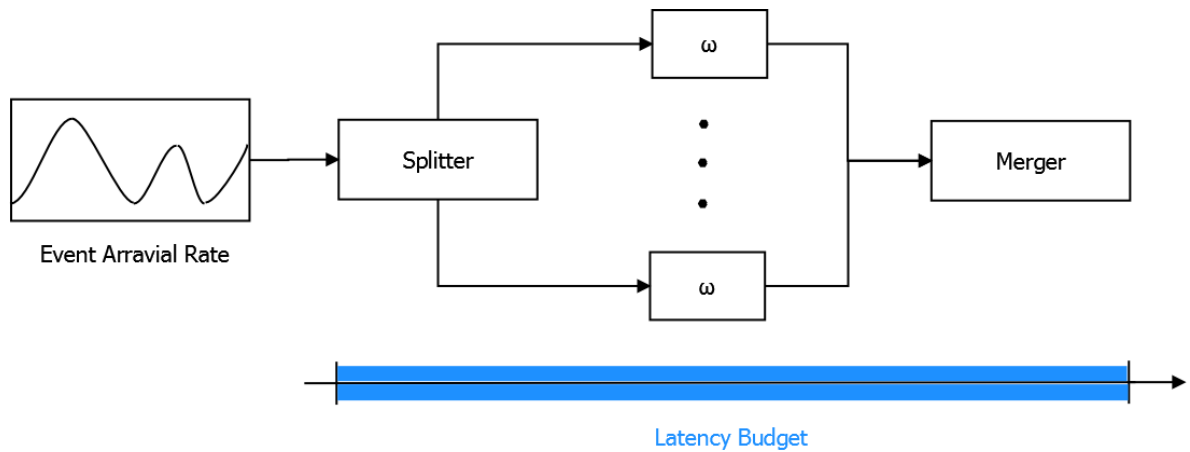 ω
Splitter
Merger
Event Arravial Rate
ω
Latency Budget